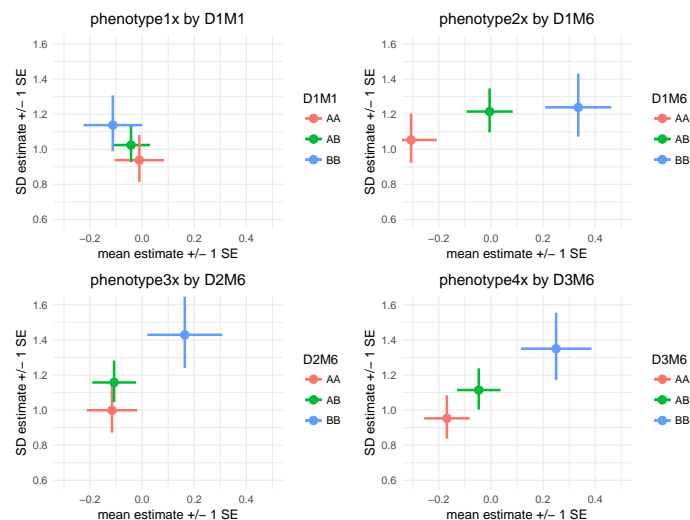 phenotype1x by D1M1
1.6
1.4
1.2
1.0
0.8
0.6
SD estimate +/− 1 SE
−0.2 0.0 0.2 0.4
mean estimate +/− 1 SE
D1M1
AA
AB
BB
phenotype2x by D1M6
1.6
1.4
1.2
1.0
0.8
0.6
SD estimate +/− 1 SE
−0.2 0.0 0.2 0.4
mean estimate +/− 1 SE
D1M6
AA
AB
BB
phenotype3x by D2M6
1.6
1.4
1.2
1.0
0.8
0.6
SD estimate +/− 1 SE
−0.2 0.0 0.2 0.4
mean estimate +/− 1 SE
D2M6
AA
AB
BB
phenotype4x by D3M6
1.6
1.4
1.2
1.0
0.8
0.6
SD estimate +/− 1 SE
−0.2 0.0 0.2 0.4
mean estimate +/− 1 SE
D3M6
AA
AB
BB